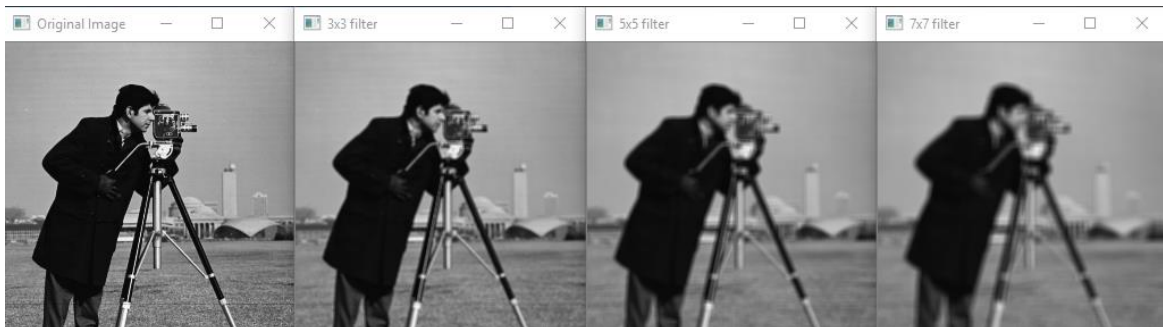 Original Image
3x3 filter
5x5 filter
7x7 filter